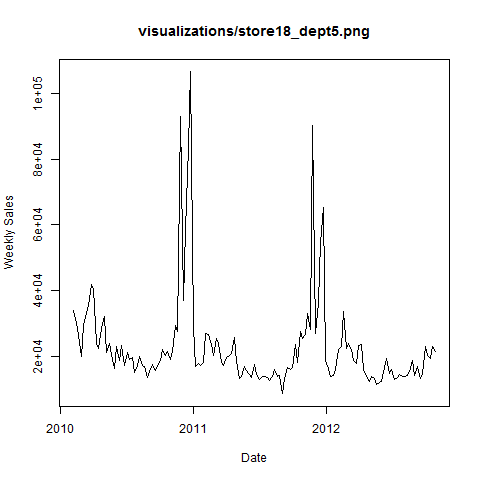 visualizations/store18_dept5.png
Weekly Sales
1e+05
8e+04
6e+04
4e+04
2e+04
2010 2011 2012
Date